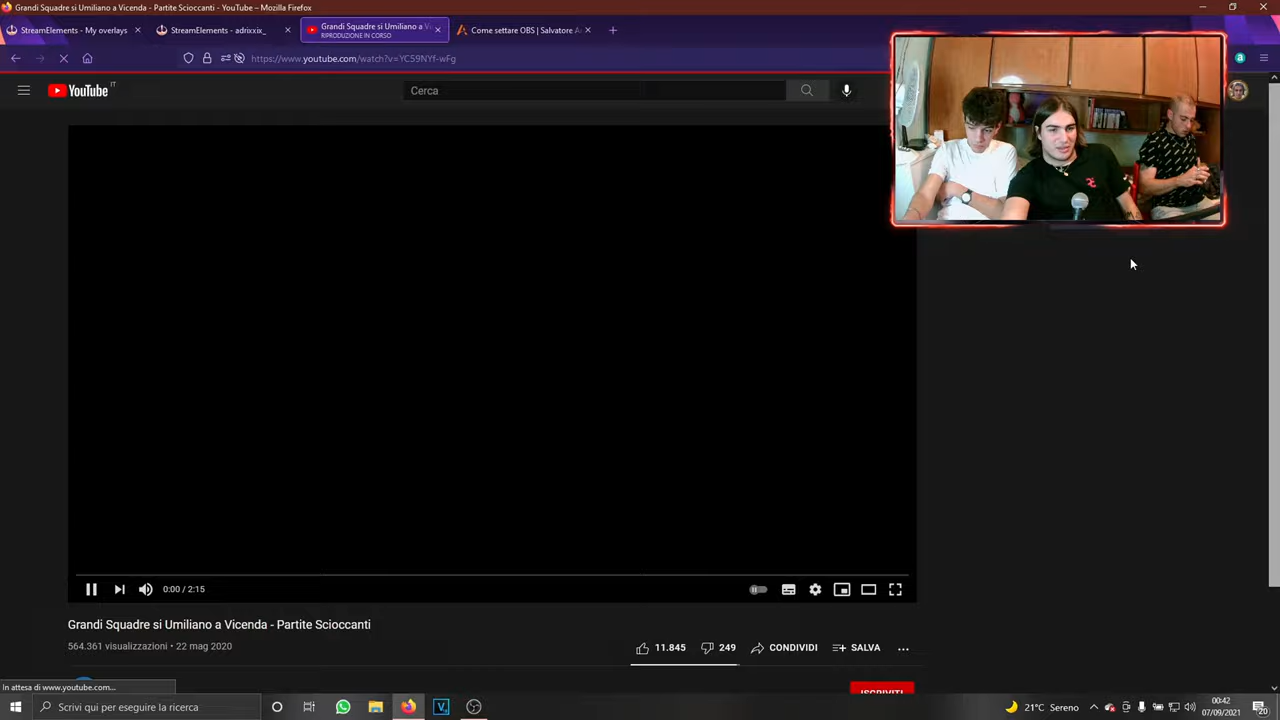 Grandi Squadre si Umiliano a Vicenda - Partite Scioccanti - YouTube — Mozilla Firefox
StreamElements - My overlays
StreamElements - adrixxix_
Grandi Squadre si Umiliano a Vi
RIPRODUZIONE IN CORSO
Come settare OBS | Salvatore A
https://www.youtube.com/watch?v=YC59NYf-wFg
YouTube IT
Cerca
0:00 / 2:15
Grandi Squadre si Umiliano a Vicenda - Partite Scioccanti
564.361 visualizzazioni • 22 mag 2020
11.845
249
CONDIVIDI
SALVA
In attesa di www.youtube.com...
ISCRIVITI
Scrivi qui per eseguire la ricerca
21°C Sereno
00:42
07/09/2021
20